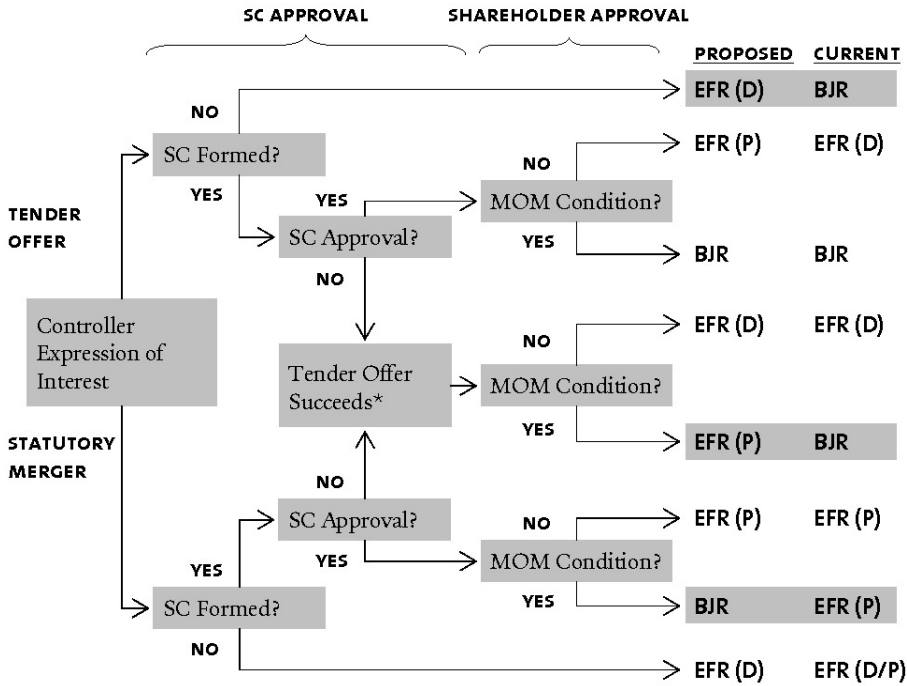 SC APPROVAL SHAREHOLDER APPROVAL
PROPOSED CURRENT
EFR (D) BJR
NO
SC Formed?
EFR (P) EFR (D)
NO
YES
YES
MOM Condition?
TENDER
OFFER
SC Approval?
YES
BJR BJR
NO
Controller
Expression of
Interest
EFR (D) EFR (D)
NO
Tender Offer
Succeeds*
MOM Condition?
YES
STATUTORY
MERGER
EFR (P) BJR
NO
SC Approval?
EFR (P) EFR (P)
NO
YES
YES
MOM Condition?
SC Formed?
YES
BJR EFR (P)
NO
EFR (D) EFR (D/P)